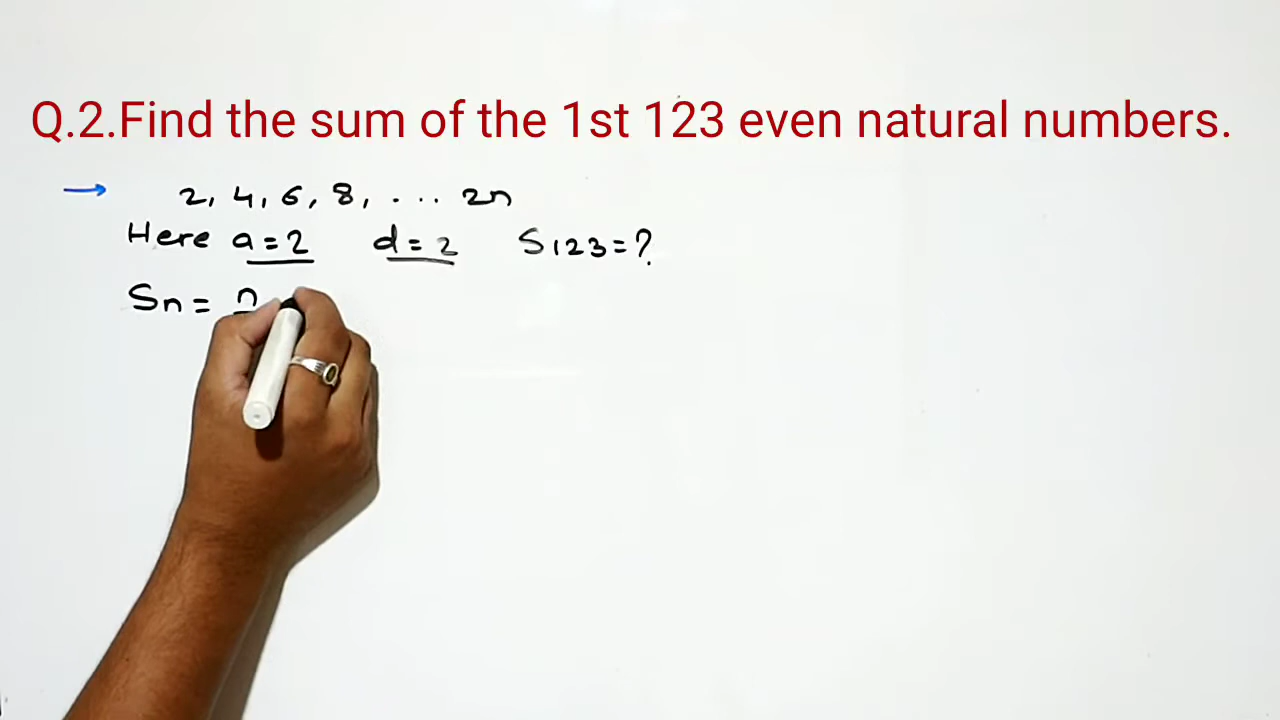 Q.2.Find the sum of the 1st 123 even natural numbers.
→ 2, 4, 6, 8, . . . 2n
Here a = 2 d = 2 S123 = ?
Sn =